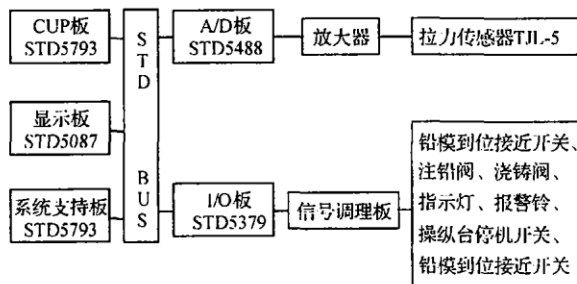 CUP板
STD5793
显示板
STD5087
系统支持板
STD5793
STD BUS
A/D板
STD5488
放大器
拉力传感器TJL-5
I/O板
STD5379
信号调理板
铅模到位接近开关、
注铅阀、浇铸阀、
指示灯、报警铃、
操纵台停机开关、
铅模到位接近开关